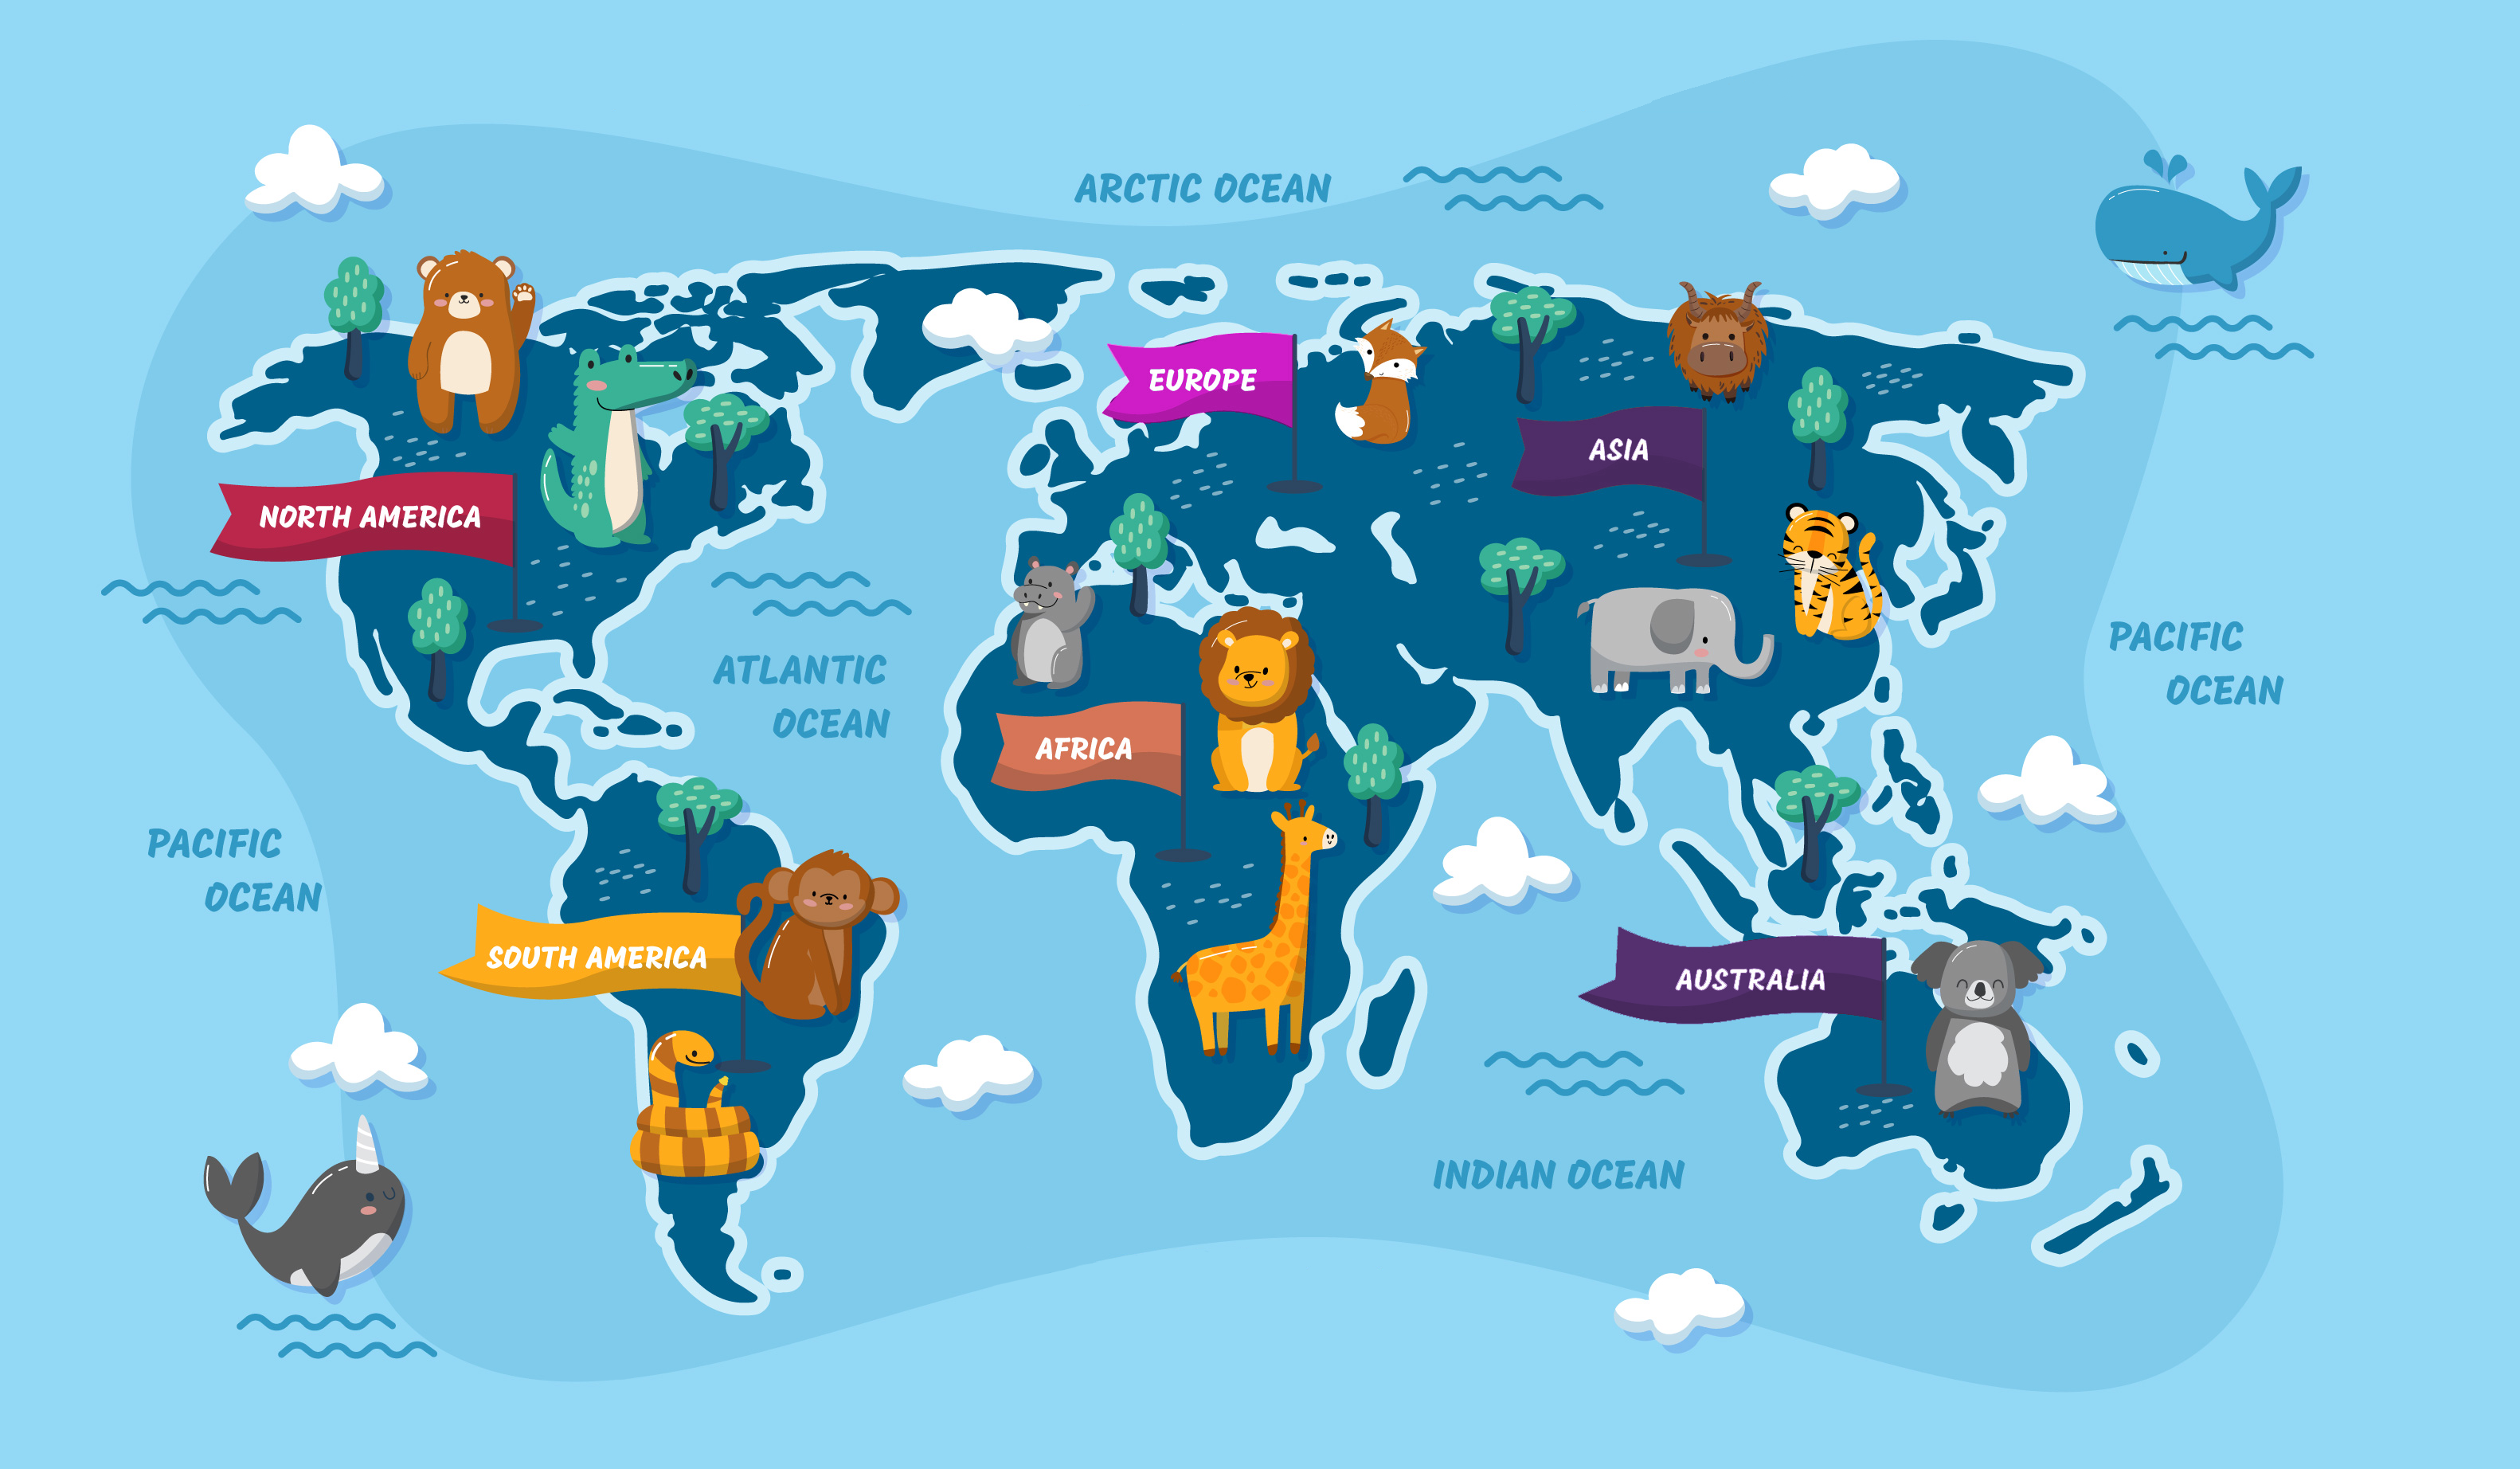 ARCTIC OCEAN
EUROPE
ASIA
NORTH AMERICA
ATLANTIC
OCEAN
PACIFIC
OCEAN
AFRICA
PACIFIC
OCEAN
SOUTH AMERICA
AUSTRALIA
INDIAN OCEAN